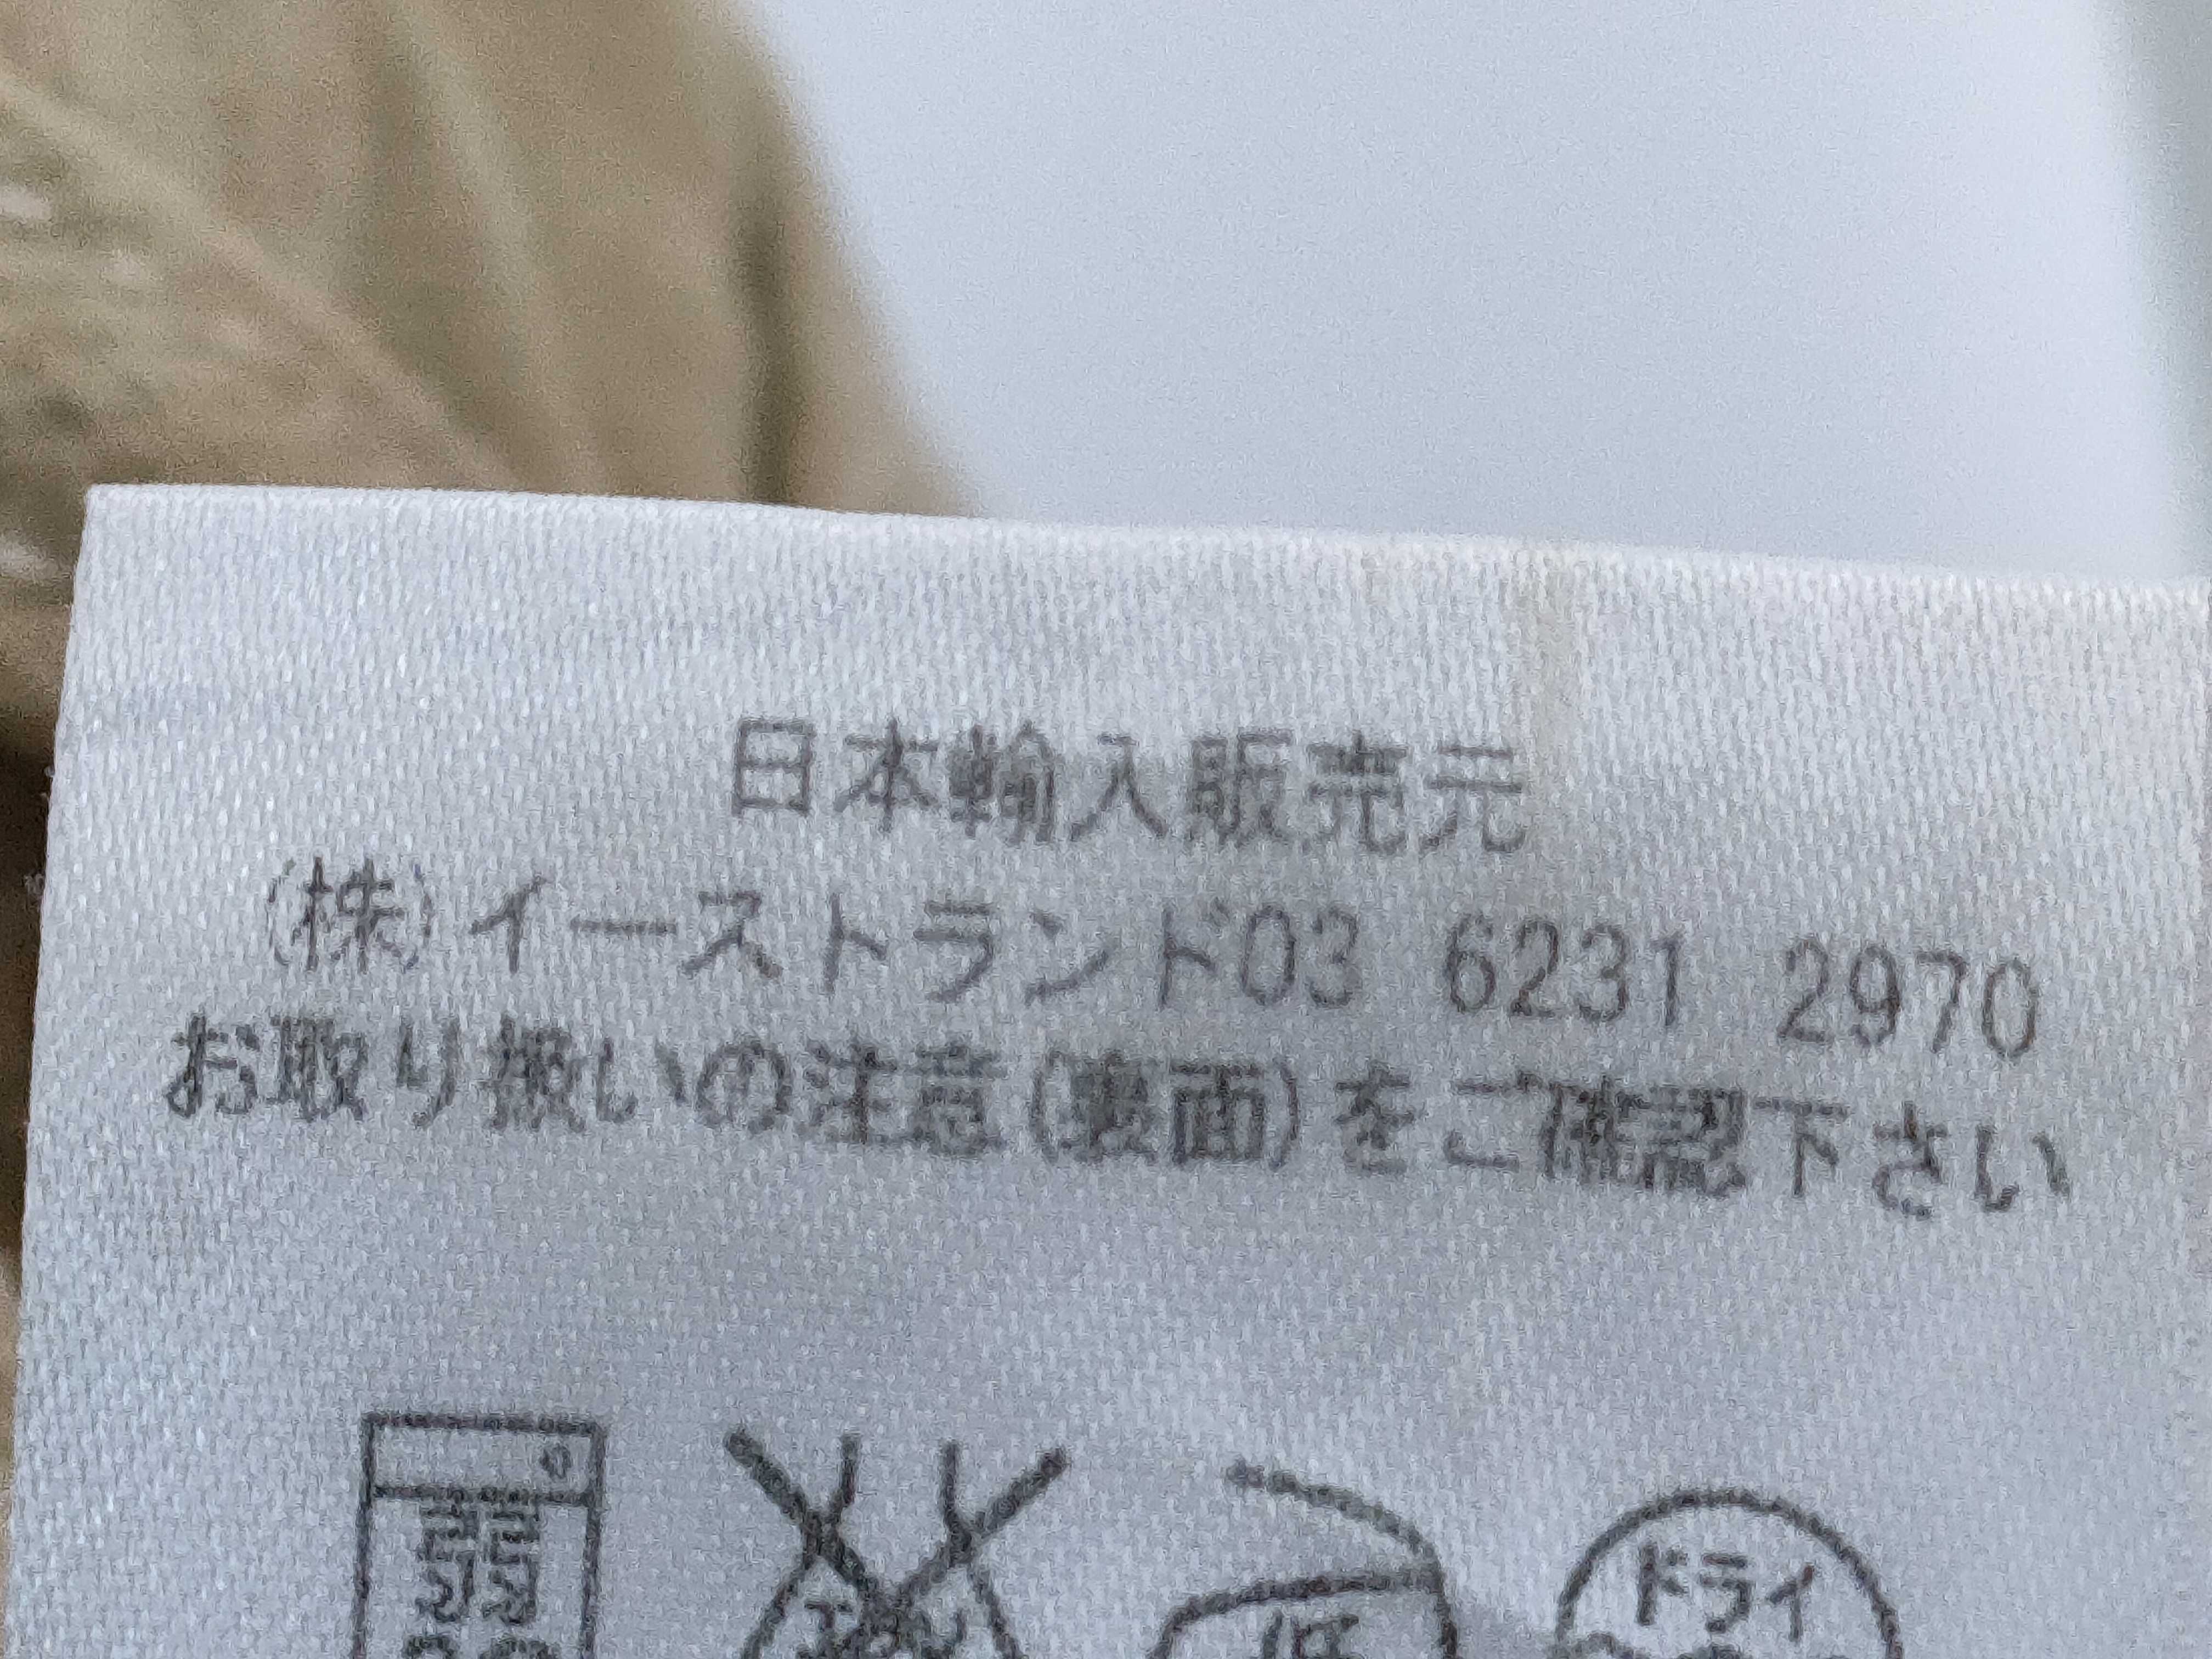 日本輸入販売元
(株)イーストランド03 6231 2970
お取り扱いの注意(裏面)をご確認下さい
弱
低
ドライ